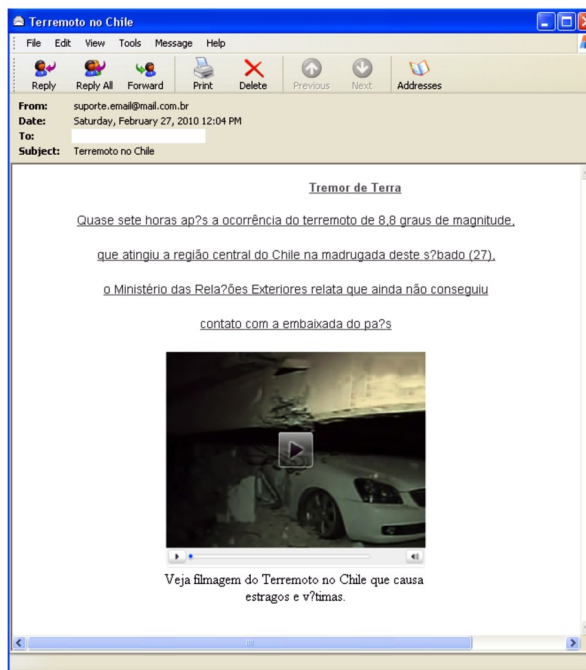 Terremoto no Chile
File Edit View Tools Message Help
Reply Reply All Forward Print Delete Previous Next Addresses
From: suporte.email@mail.com.br
Date: Saturday, February 27, 2010 12:04 PM
To:
Subject: Terremoto no Chile
Tremor de Terra
Quase sete horas ap?s a ocorrência do terremoto de 8,8 graus de magnitude,
que atingiu a região central do Chile na madrugada deste s?bado (27),
o Ministério das Rela?ões Exteriores relata que ainda não conseguiu
contato com a embaixada do pa?s
Veja filmagem do Terremoto no Chile que causa
estragos e v?timas.